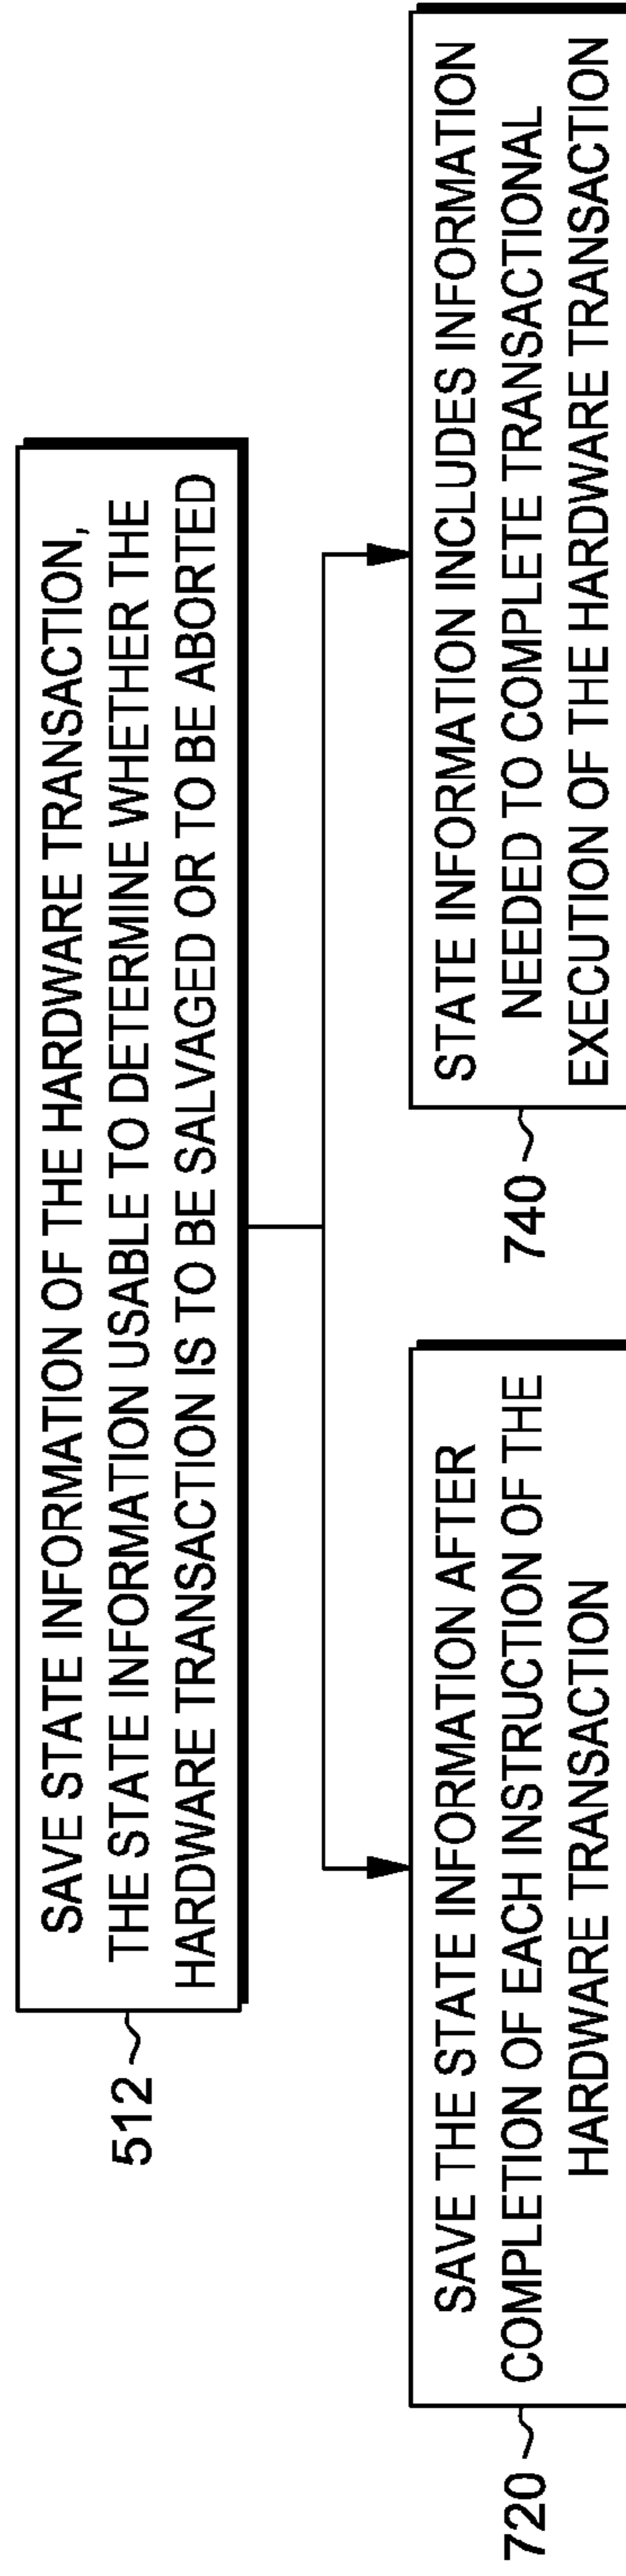 SAVE STATE INFORMATION OF THE HARDWARE TRANSACTION,
THE STATE INFORMATION USABLE TO DETERMINE WHETHER THE
HARDWARE TRANSACTION IS TO BE SALVAGED OR TO BE ABORTED
512
SAVE THE STATE INFORMATION AFTER
COMPLETION OF EACH INSTRUCTION OF THE
HARDWARE TRANSACTION
720
STATE INFORMATION INCLUDES INFORMATION
NEEDED TO COMPLETE TRANSACTIONAL
EXECUTION OF THE HARDWARE TRANSACTION
740